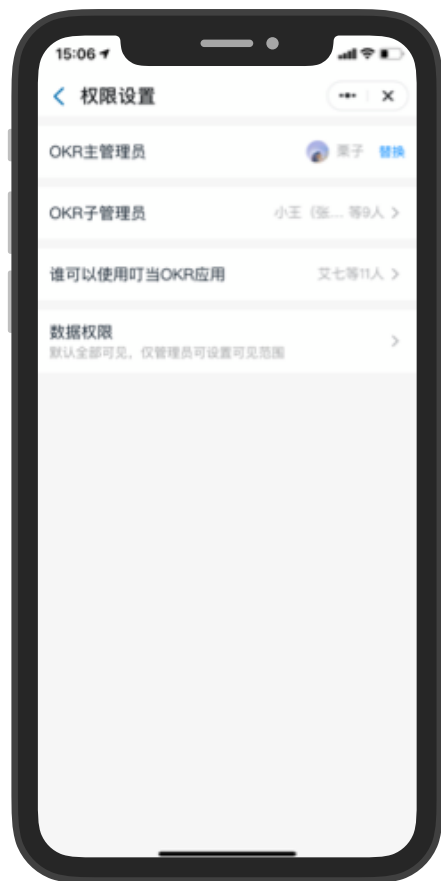 15:06
权限设置
OKR主管理员
栗子 替换
OKR子管理员
小王（张... 等9人
谁可以使用叮当OKR应用
艾七等11人
数据权限
默认全部可见，仅管理员可设置可见范围